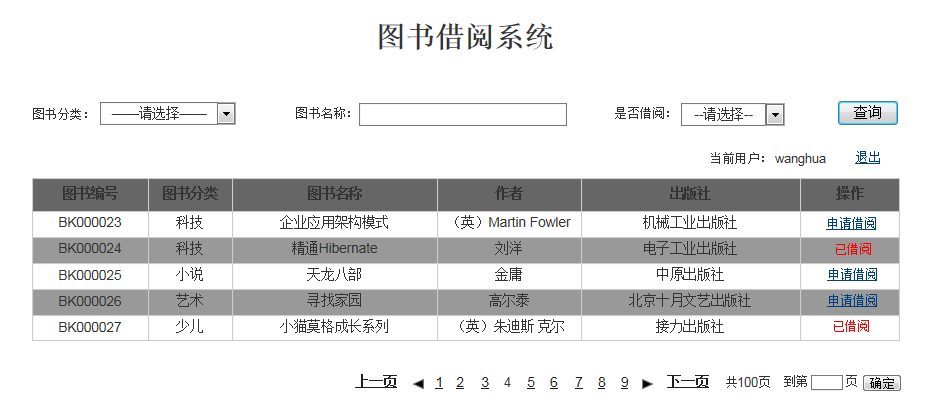 图书借阅系统
图书分类： ——请选择—— 图书名称： 是否借阅： --请选择-- 查询
当前用户： wanghua 退出
图书编号 图书分类 图书名称 作者 出版社 操作
BK000023 科技 企业应用架构模式 （英）Martin Fowler 机械工业出版社 申请借阅
BK000024 科技 精通Hibernate 刘洋 电子工业出版社 已借阅
BK000025 小说 天龙八部 金庸 中原出版社 申请借阅
BK000026 艺术 寻找家园 高尔泰 北京十月文艺出版社 申请借阅
BK000027 少儿 小猫莫格成长系列 （英）朱迪斯 克尔 接力出版社 已借阅
上一页 ◀ 1 2 3 4 5 6 7 8 9 ▶ 下一页 共100页 到第 页 确定